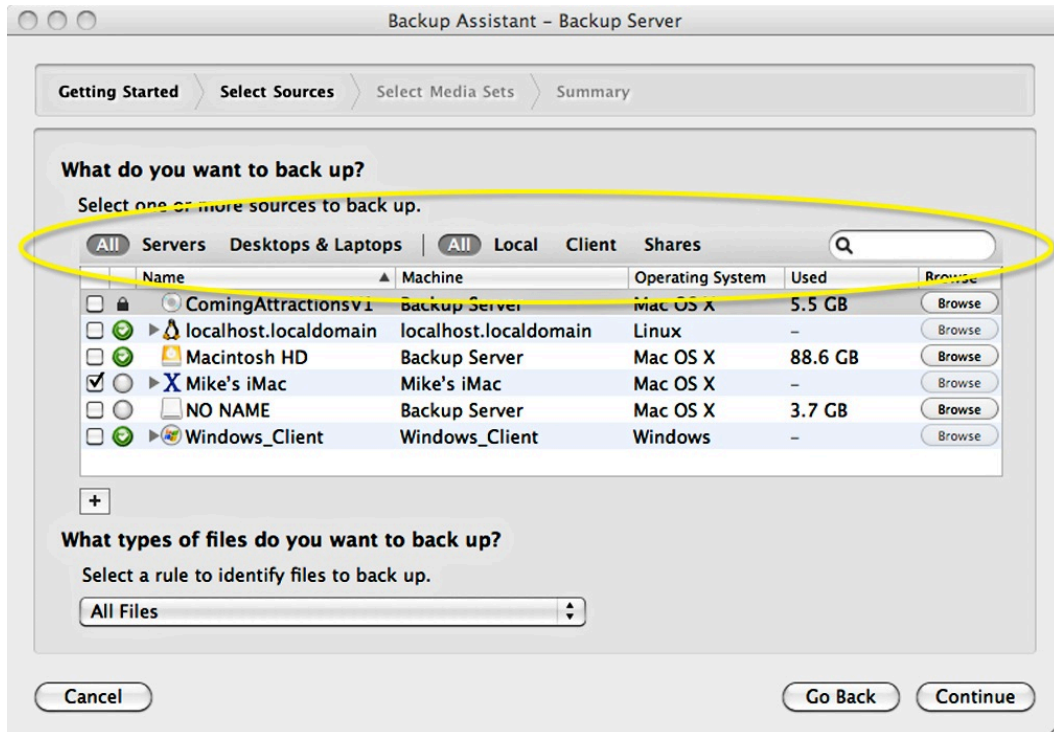 Backup Assistant – Backup Server
Getting Started Select Sources Select Media Sets Summary
What do you want to back up?
Select one or more sources to back up.
All Servers Desktops & Laptops All Local Client Shares
Name Machine Operating System Used Browse
ComingAttractionsV1 Backup Server Mac OS X 5.5 GB Browse
localhost.localdomain localhost.localdomain Linux – Browse
Macintosh HD Backup Server Mac OS X 88.6 GB Browse
Mike's iMac Mike's iMac Mac OS X – Browse
NO NAME Backup Server Mac OS X 3.7 GB Browse
Windows_Client Windows_Client Windows – Browse
+
What types of files do you want to back up?
Select a rule to identify files to back up.
All Files
Cancel Go Back Continue